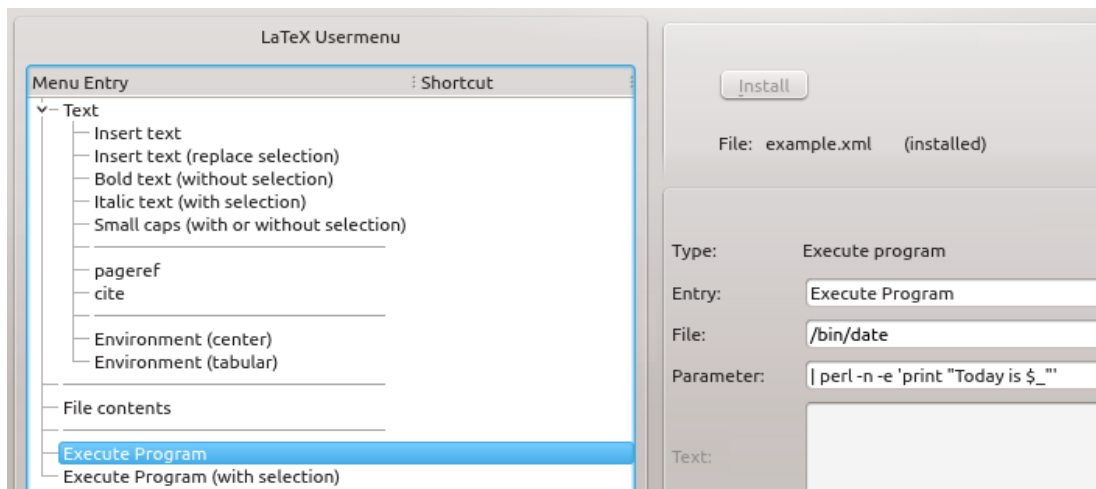 LaTeX Usermenu
Menu Entry
Shortcut
Text
Insert text
Insert text (replace selection)
Bold text (without selection)
Italic text (with selection)
Small caps (with or without selection)
pageref
cite
Environment (center)
Environment (tabular)
File contents
Execute Program
Execute Program (with selection)
Install
File: example.xml (installed)
Type: Execute program
Entry: Execute Program
File: /bin/date
Parameter: | perl -n -e 'print "Today is $_"'
Text: